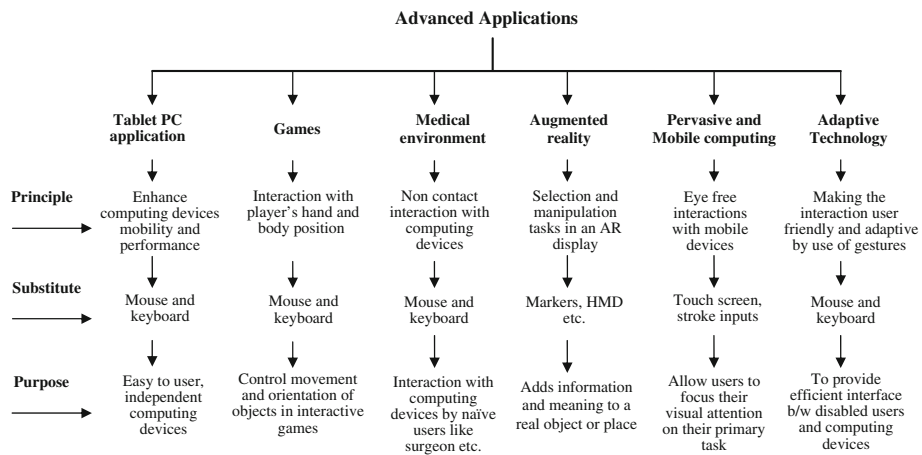 Advanced Applications
Tablet PC
application
Games
Medical
environment
Augmented
reality
Pervasive and
Mobile computing
Adaptive
Technology
Principle
Enhance
computing devices
mobility and
performance
Interaction with
player's hand and
body position
Non contact
interaction with
computing
devices
Selection and
manipulation
tasks in an AR
display
Eye free
interactions
with mobile
devices
Making the
interaction user
friendly and adaptive
by use of gestures
Substitute
Mouse and
keyboard
Mouse and
keyboard
Mouse and
keyboard
Markers, HMD
etc.
Touch screen,
stroke inputs
Mouse and
keyboard
Purpose
Easy to user,
independent
computing
devices
Control movement
and orientation
of objects in
interactive
games
Interaction with
computing
devices by naïve
users like
surgeon etc.
Adds information
and meaning to a
real object or place
Allow users to
focus their
visual attention
on their primary
task
To provide
efficient interface
b/w disabled users
and computing
devices